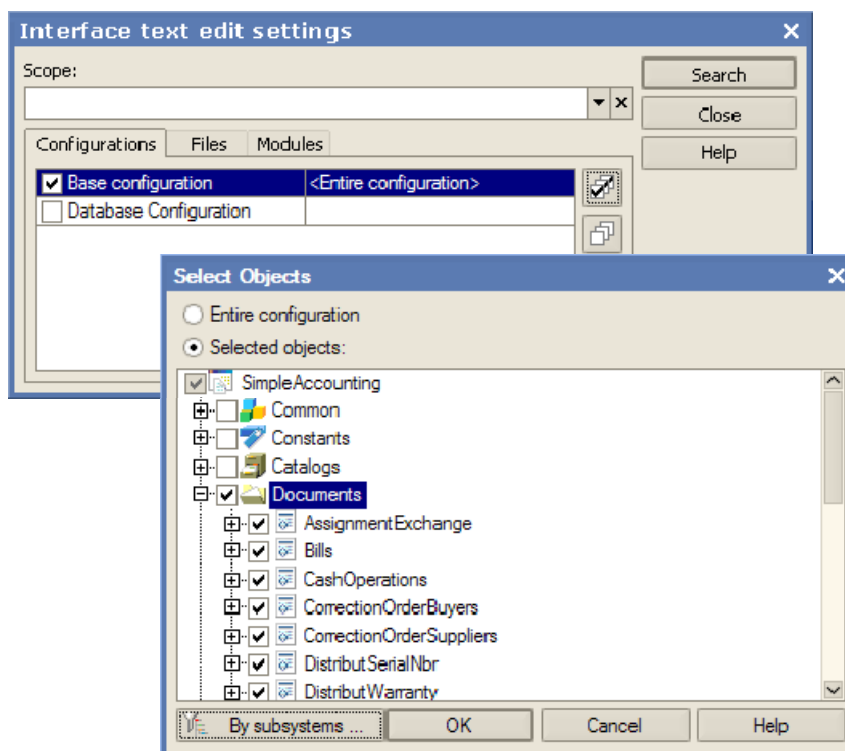 Interface text edit settings
Scope:
Search
Close
Help
Configurations Files Modules
Base configuration <Entire configuration>
Database Configuration
Select Objects
Entire configuration
Selected objects:
SimpleAccounting
Common
Constants
Catalogs
Documents
AssignmentExchange
Bills
CashOperations
CorrectionOrderBuyers
CorrectionOrderSuppliers
DistributSerialNbr
DistributWarranty
By subsystems ... OK Cancel Help